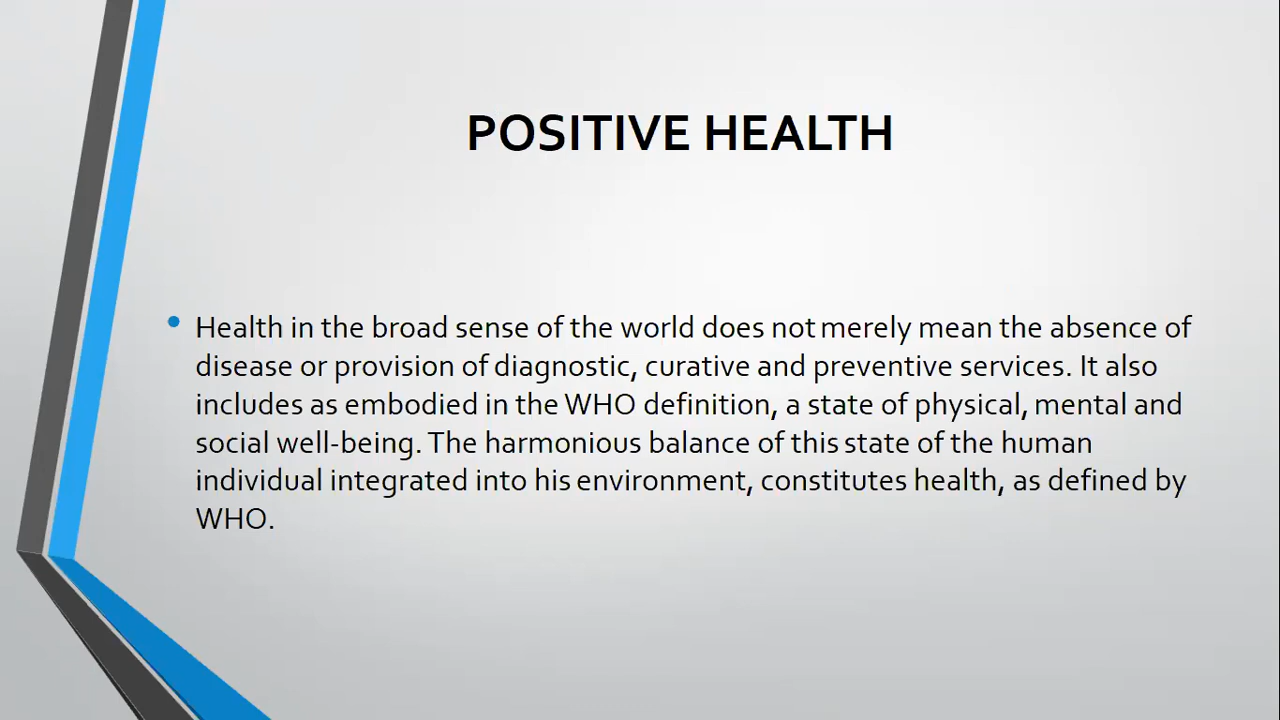 POSITIVE HEALTH
• Health in the broad sense of the world does not merely mean the absence of
disease or provision of diagnostic, curative and preventive services. It also
includes as embodied in the WHO definition, a state of physical, mental and
social well-being. The harmonious balance of this state of the human
individual integrated into his environment, constitutes health, as defined by
WHO.